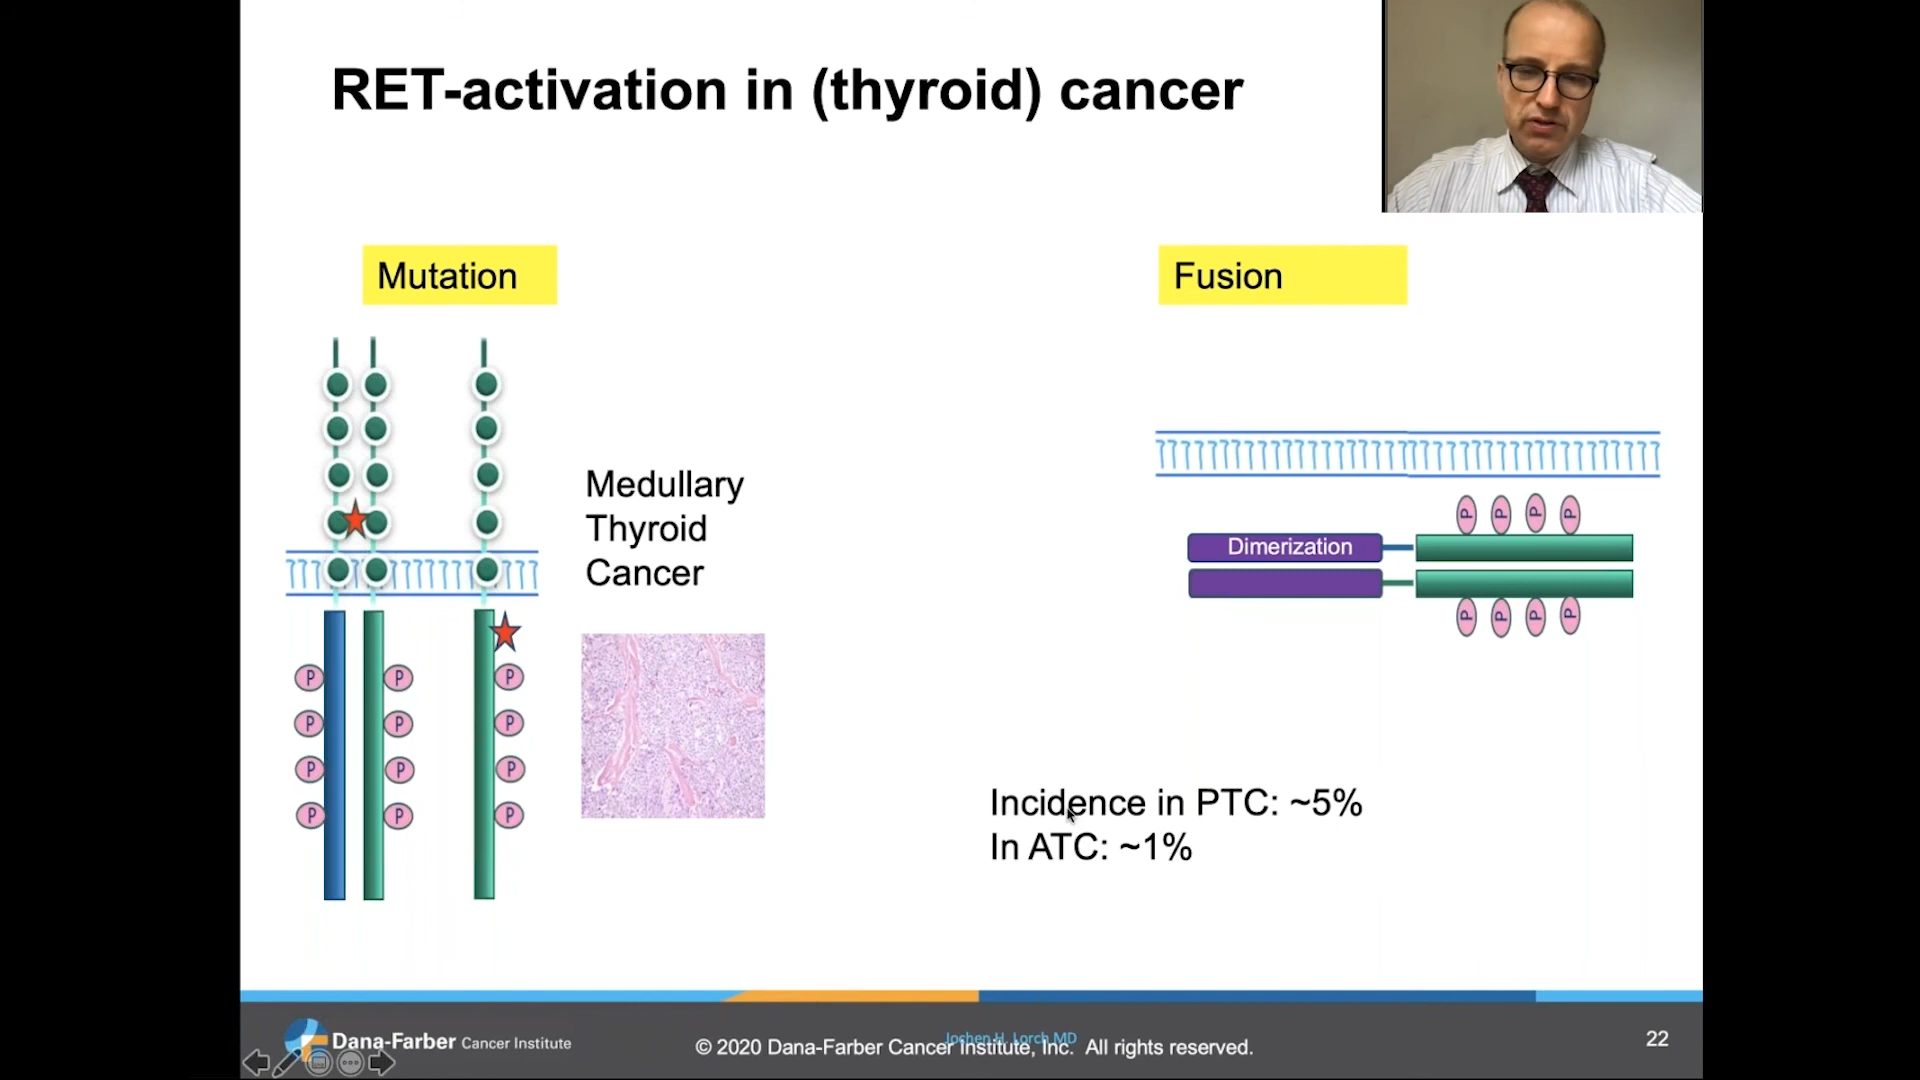 RET-activation in (thyroid) cancer
Mutation
Fusion
Medullary
Thyroid
Cancer
Dimerization
P P P P
P P P P
P P P
P P P
P P P
P P P
Incidence in PTC: ~5%
In ATC: ~1%
Dana-Farber Cancer Institute
Jochen H. Lorch MD
© 2020 Dana-Farber Cancer Institute, Inc. All rights reserved.
22